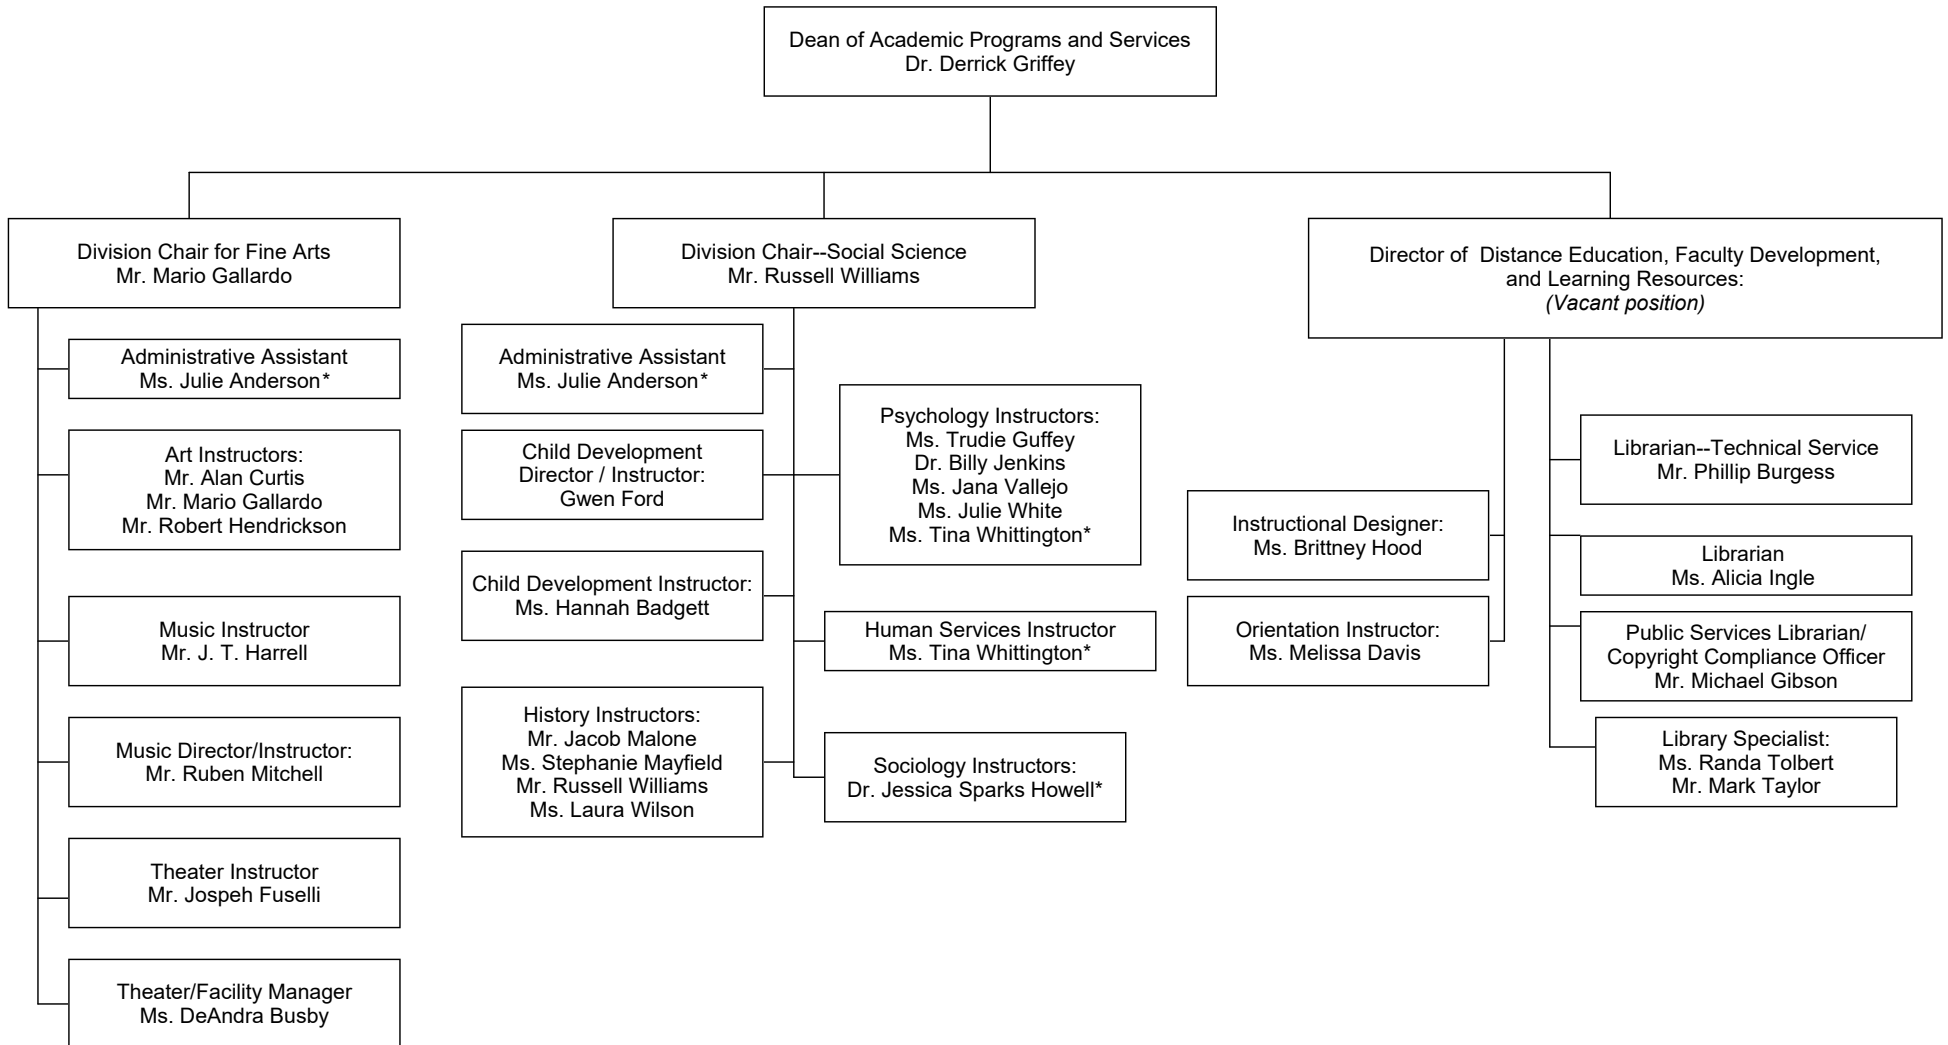 Dean of Academic Programs and Services
Dr. Derrick Griffey
Division Chair for Fine Arts
Mr. Mario Gallardo
Administrative Assistant
Ms. Julie Anderson*
Art Instructors:
Mr. Alan Curtis
Mr. Mario Gallardo
Mr. Robert Hendrickson
Music Instructor
Mr. J. T. Harrell
Music Director/Instructor:
Mr. Ruben Mitchell
Theater Instructor
Mr. Jospeh Fuselli
Theater/Facility Manager
Ms. DeAndra Busby
Division Chair--Social Science
Mr. Russell Williams
Administrative Assistant
Ms. Julie Anderson*
Child Development
Director / Instructor:
Gwen Ford
Child Development Instructor:
Ms. Hannah Badgett
History Instructors:
Mr. Jacob Malone
Ms. Stephanie Mayfield
Mr. Russell Williams
Ms. Laura Wilson
Psychology Instructors:
Ms. Trudie Guffey
Dr. Billy Jenkins
Ms. Jana Vallejo
Ms. Julie White
Ms. Tina Whittington*
Human Services Instructor
Ms. Tina Whittington*
Sociology Instructors:
Dr. Jessica Sparks Howell*
Director of  Distance Education, Faculty Development,
and Learning Resources:
(Vacant position)
Instructional Designer:
Ms. Brittney Hood
Orientation Instructor:
Ms. Melissa Davis
Librarian--Technical Service
Mr. Phillip Burgess
Librarian
Ms. Alicia Ingle
Public Services Librarian/
Copyright Compliance Officer
Mr. Michael Gibson
Library Specialist:
Ms. Randa Tolbert
Mr. Mark Taylor